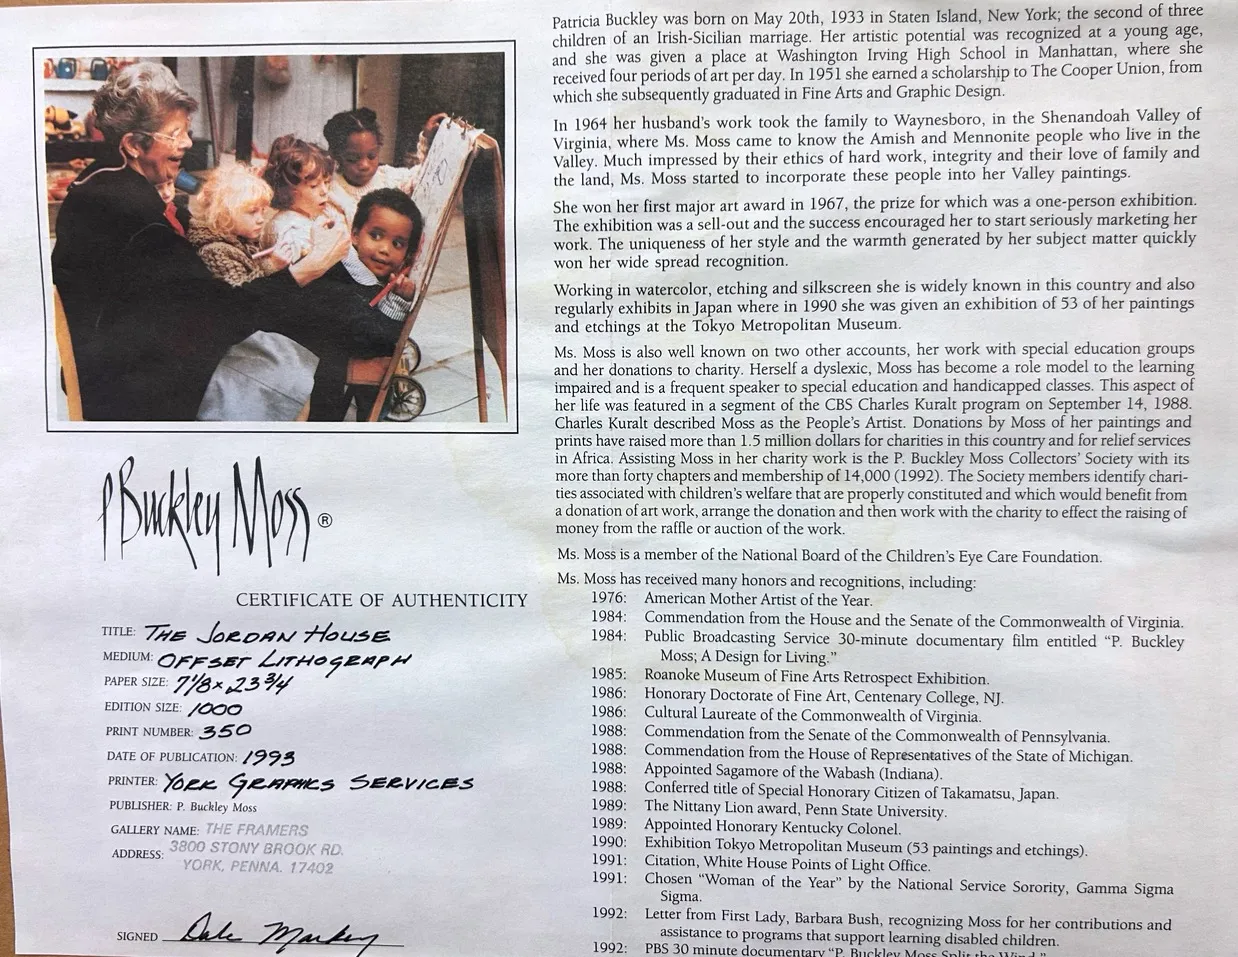 P Buckley Moss ®
CERTIFICATE OF AUTHENTICITY
TITLE: THE JORDAN HOUSE
MEDIUM: OFFSET LITHOGRAPH
PAPER SIZE: 7 1/8 x 23 3/4
EDITION SIZE: 1000
PRINT NUMBER: 350
DATE OF PUBLICATION: 1993
PRINTER: YORK GRAPHICS SERVICES
PUBLISHER: P. Buckley Moss
GALLERY NAME: THE FRAMERS
ADDRESS: 3800 STONY BROOK RD.
YORK, PENNA. 17402
SIGNED Dale Markey
Patricia Buckley was born on May 20th, 1933 in Staten Island, New York; the second of three
children of an Irish-Sicilian marriage. Her artistic potential was recognized at a young age,
and she was given a place at Washington Irving High School in Manhattan, where she
received four periods of art per day. In 1951 she earned a scholarship to The Cooper Union, from
which she subsequently graduated in Fine Arts and Graphic Design.
In 1964 her husband's work took the family to Waynesboro, in the Shenandoah Valley of
Virginia, where Ms. Moss came to know the Amish and Mennonite people who live in the
Valley. Much impressed by their ethics of hard work, integrity and their love of family and
the land, Ms. Moss started to incorporate these people into her Valley paintings.
She won her first major art award in 1967, the prize for which was a one-person exhibition.
The exhibition was a sell-out and the success encouraged her to start seriously marketing her
work. The uniqueness of her style and the warmth generated by her subject matter quickly
won her wide spread recognition.
Working in watercolor, etching and silkscreen she is widely known in this country and also
regularly exhibits in Japan where in 1990 she was given an exhibition of 53 of her paintings
and etchings at the Tokyo Metropolitan Museum.
Ms. Moss is also well known on two other accounts, her work with special education groups
and her donations to charity. Herself a dyslexic, Moss has become a role model to the learning
impaired and is a frequent speaker to special education and handicapped classes. This aspect of
her life was featured in a segment of the CBS Charles Kuralt program on September 14, 1988.
Charles Kuralt described Moss as the People's Artist. Donations by Moss of her paintings and
prints have raised more than 1.5 million dollars for charities in this country and for relief services
in Africa. Assisting Moss in her charity work is the P. Buckley Moss Collectors' Society with its
more than forty chapters and membership of 14,000 (1992). The Society members identify chari-
ties associated with children's welfare that are properly constituted and which would benefit from
a donation of art work, arrange the donation and then work with the charity to effect the raising of
money from the raffle or auction of the work.
Ms. Moss is a member of the National Board of the Children's Eye Care Foundation.
Ms. Moss has received many honors and recognitions, including:
1976: American Mother Artist of the Year.
1984: Commendation from the House and the Senate of the Commonwealth of Virginia.
1984: Public Broadcasting Service 30-minute documentary film entitled "P. Buckley
Moss; A Design for Living."
1985: Roanoke Museum of Fine Arts Retrospect Exhibition.
1986: Honorary Doctorate of Fine Art, Centenary College, NJ.
1986: Cultural Laureate of the Commonwealth of Virginia.
1988: Commendation from the Senate of the Commonwealth of Pennsylvania.
1988: Commendation from the House of Representatives of the State of Michigan.
1988: Appointed Sagamore of the Wabash (Indiana).
1988: Conferred title of Special Honorary Citizen of Takamatsu, Japan.
1989: The Nittany Lion award, Penn State University.
1989: Appointed Honorary Kentucky Colonel.
1990: Exhibition Tokyo Metropolitan Museum (53 paintings and etchings).
1991: Citation, White House Points of Light Office.
1991: Chosen "Woman of the Year" by the National Service Sorority, Gamma Sigma
Sigma.
1992: Letter from First Lady, Barbara Bush, recognizing Moss for her contributions and
assistance to programs that support learning disabled children.
1992: PBS 30 minute documentary "P. Buckley Moss Split the Wind."